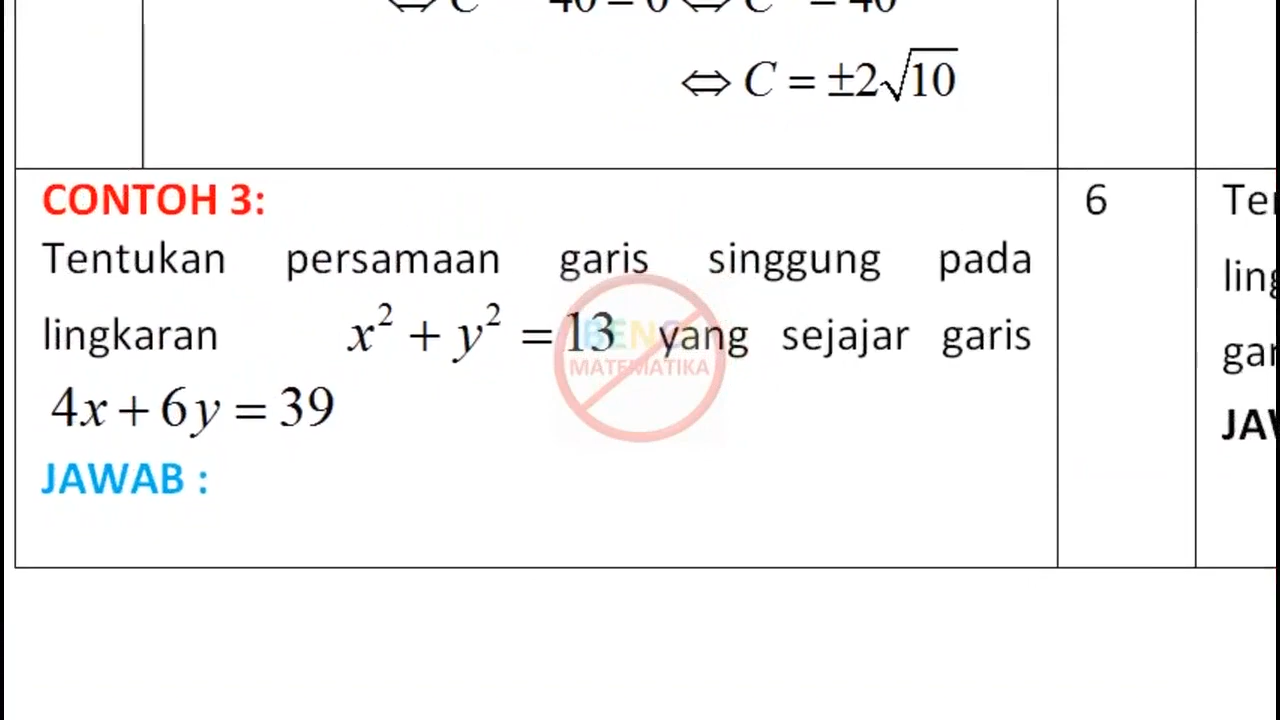 ⇔ C = ±2√10
CONTOH 3:
Tentukan persamaan garis singgung pada
lingkaran x² + y² = 13 yang sejajar garis
4x + 6y = 39
JAWAB :
6
MATEMATIKA